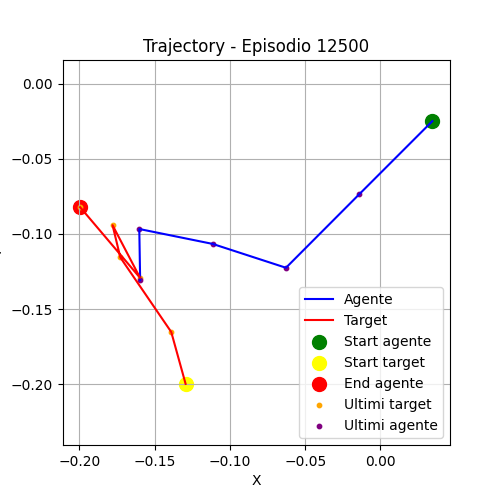 Trajectory - Episodio 12500
0.00
−0.05
−0.10
−0.15
−0.20
−0.20
−0.15
−0.10
−0.05
0.00
X
Agente
Target
Start agente
Start target
End agente
Ultimi target
Ultimi agente